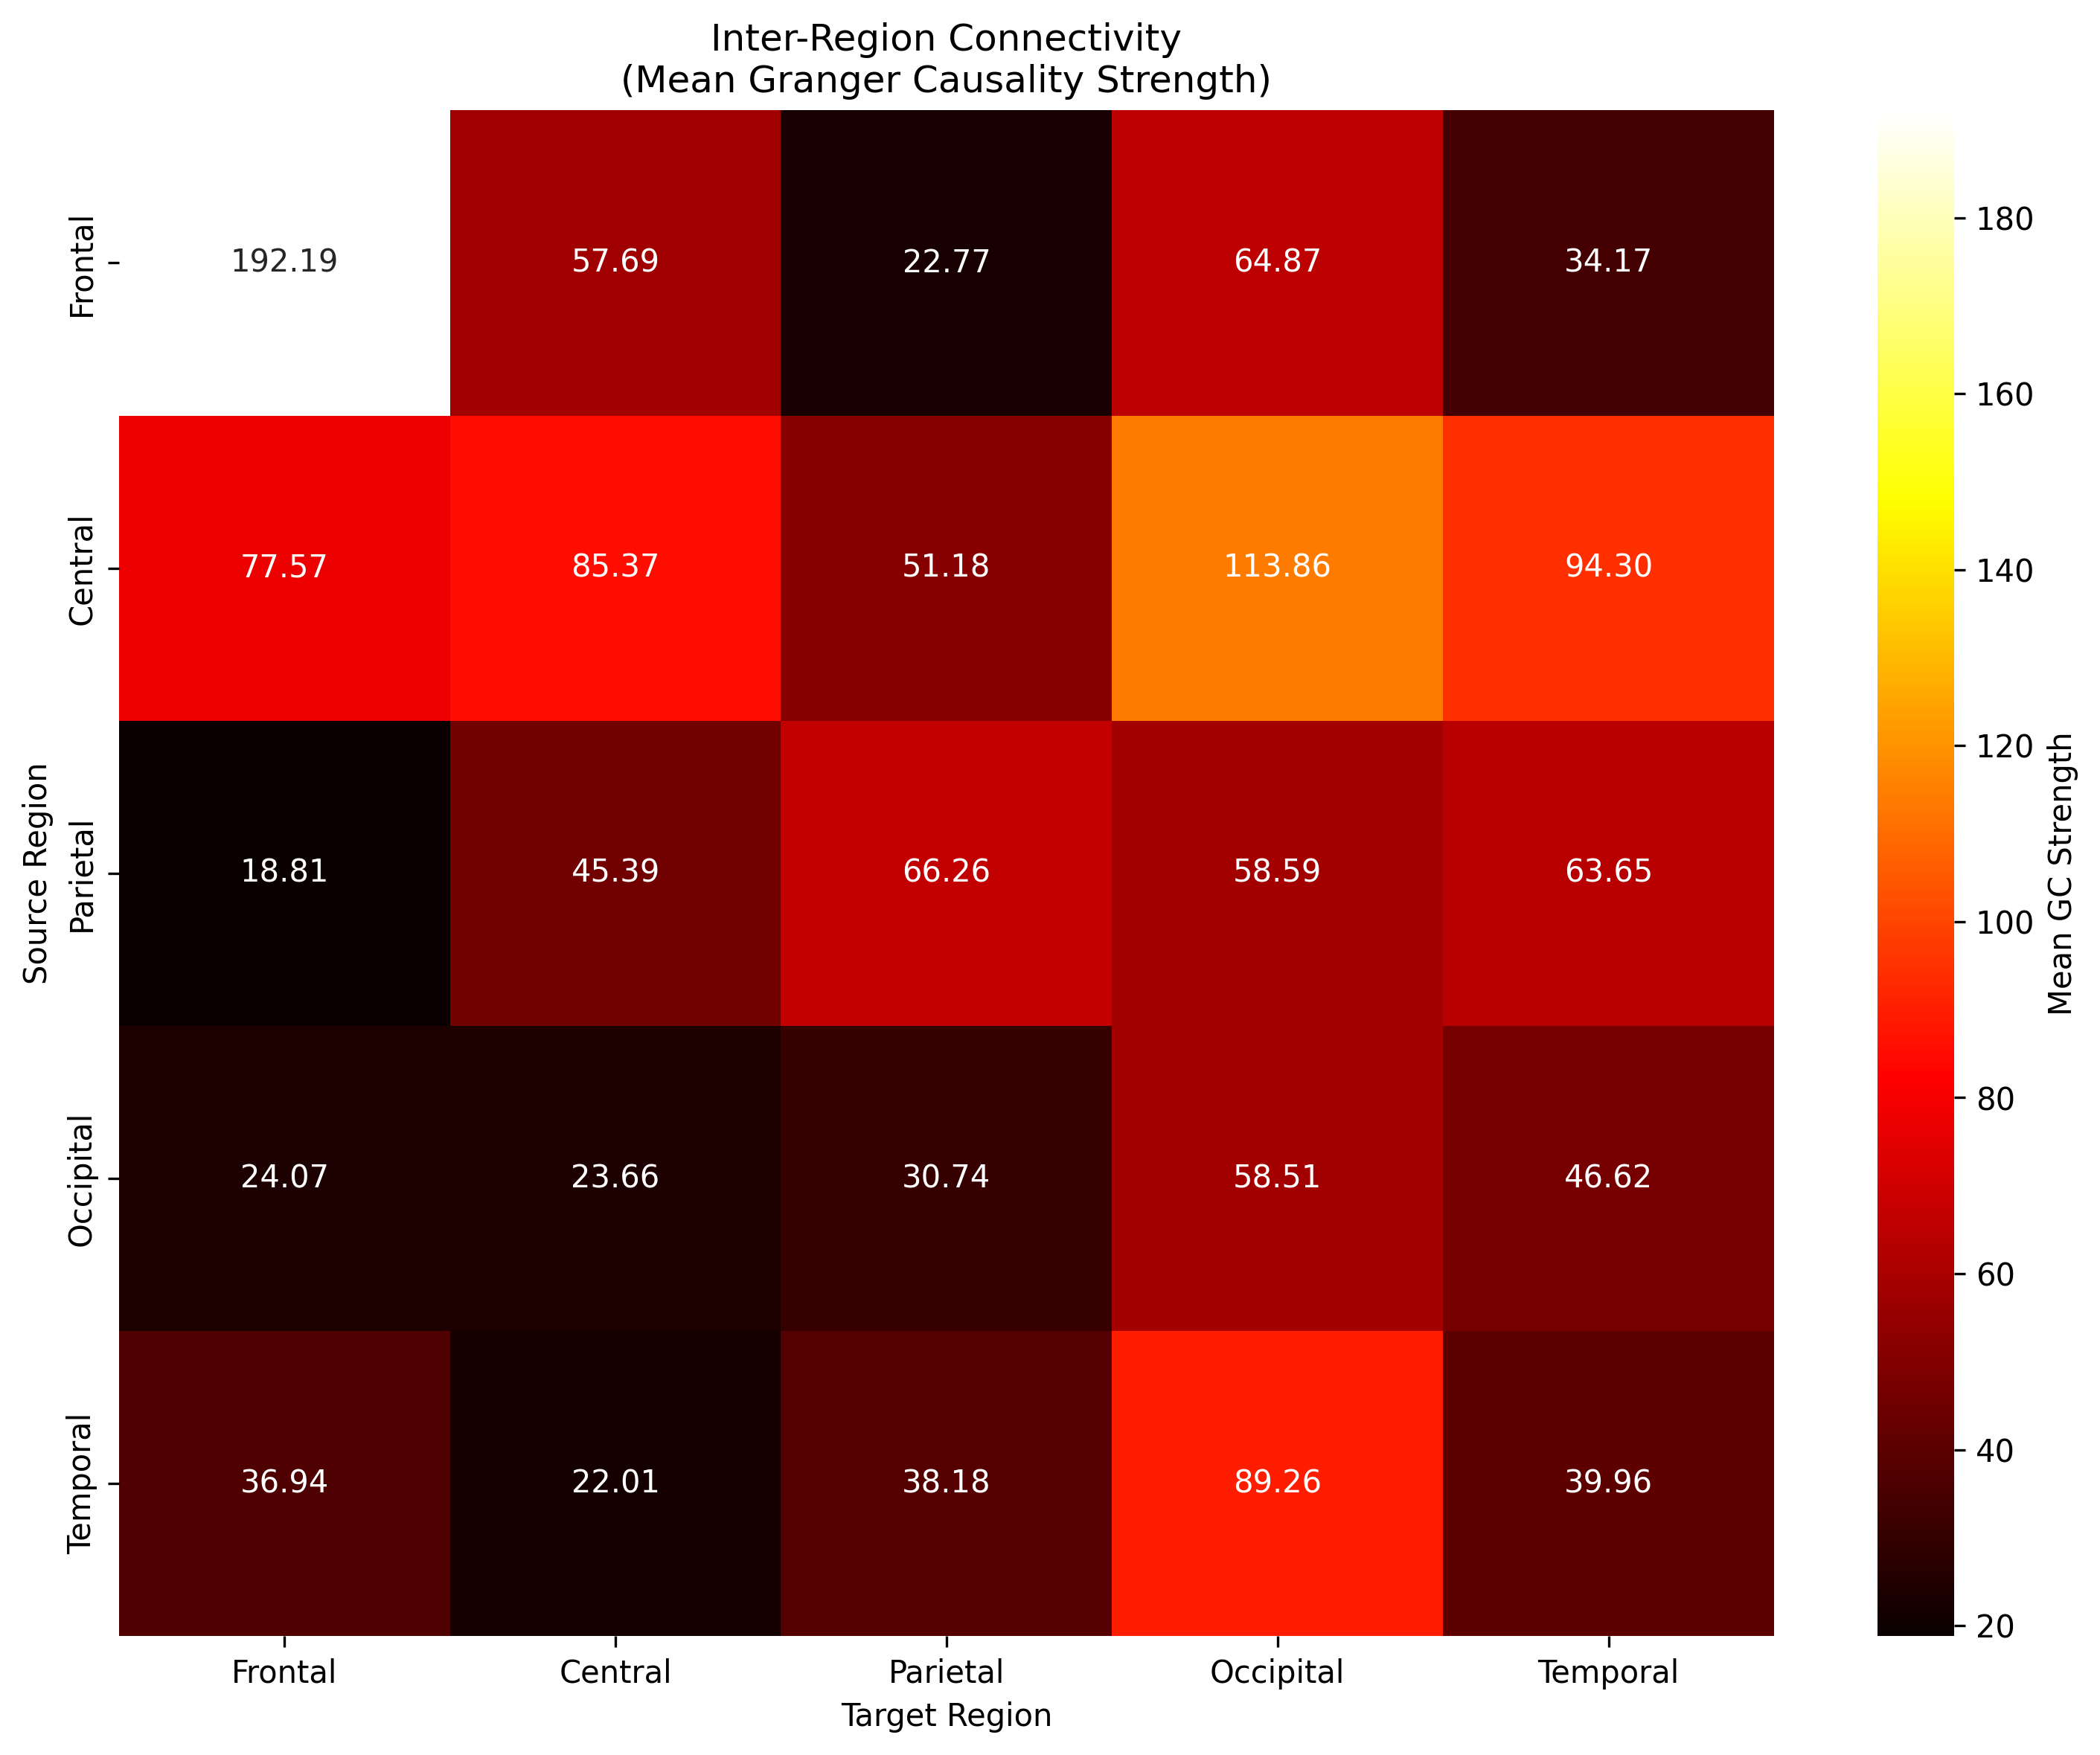 Inter-Region Connectivity
(Mean Granger Causality Strength)
Source Region
Frontal
192.19 57.69 22.77 64.87 34.17
Central
77.57 85.37 51.18 113.86 94.30
Parietal
18.81 45.39 66.26 58.59 63.65
Occipital
24.07 23.66 30.74 58.51 46.62
Temporal
36.94 22.01 38.18 89.26 39.96
Frontal Central Parietal Occipital Temporal
Target Region
180
160
140
120
100
80
60
40
20
Mean GC Strength